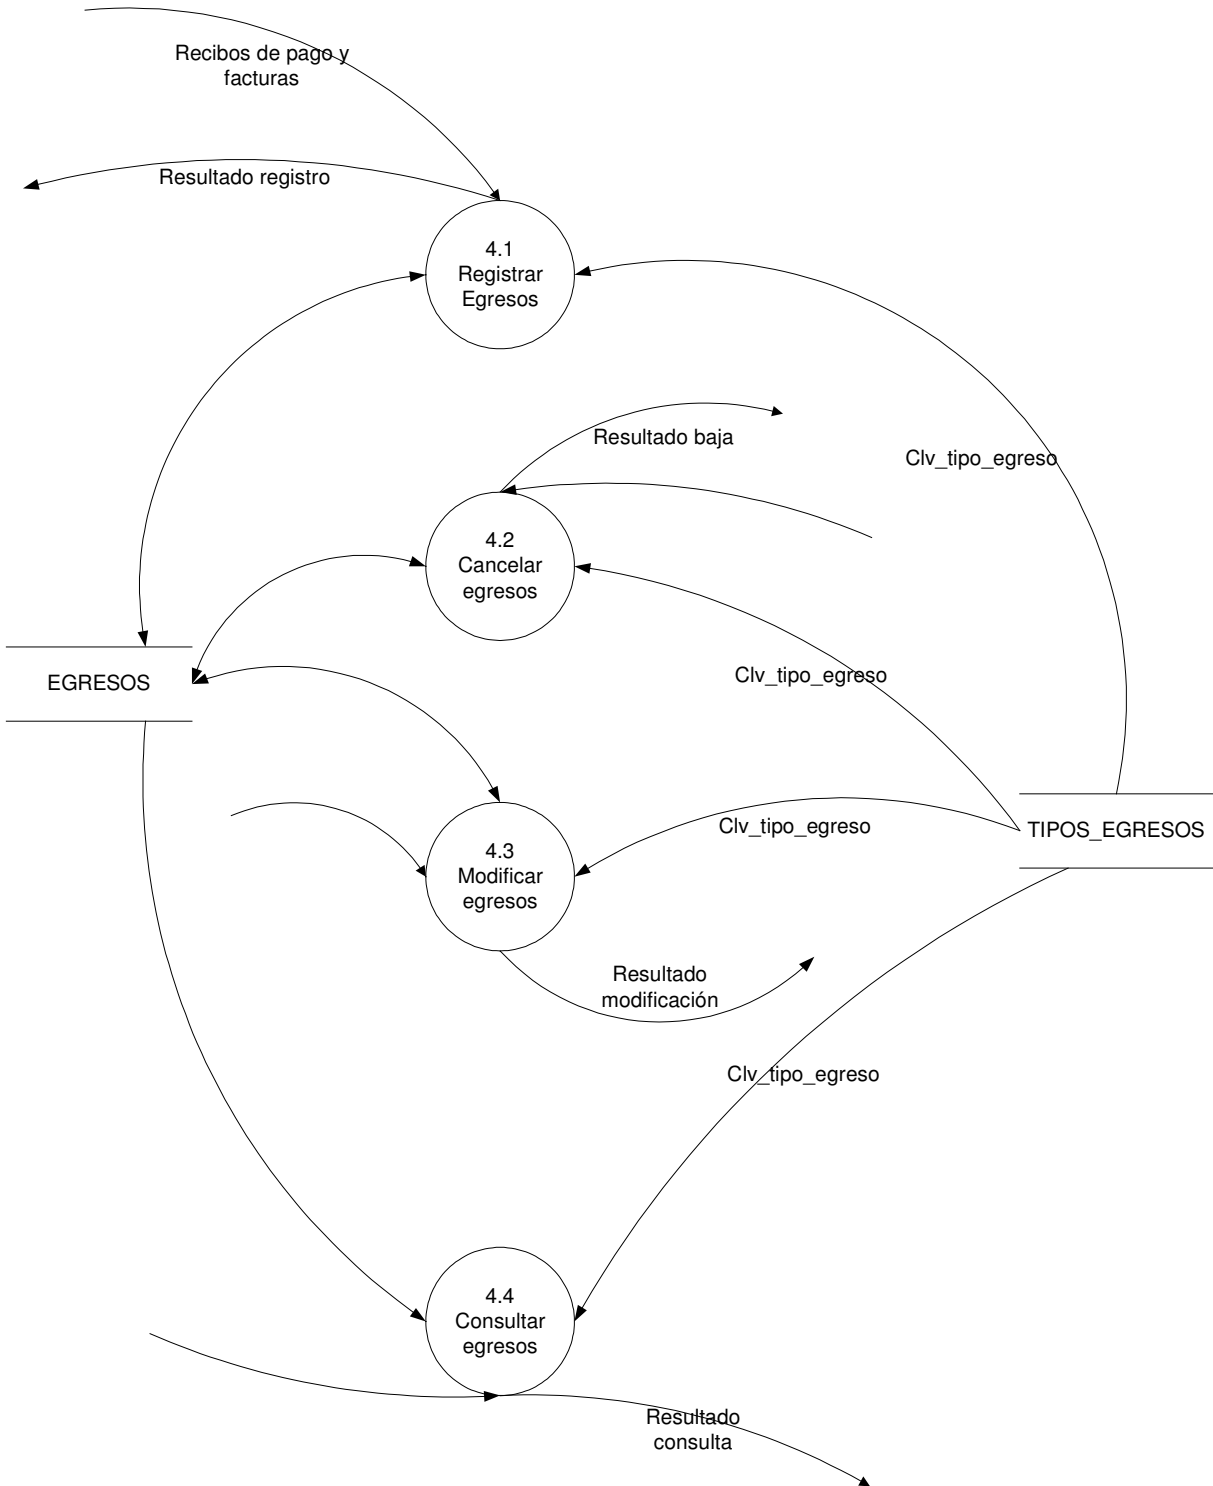 Recibos de pago y
facturas
Resultado registro
4.1
Registrar
Egresos
Resultado baja
Clv_tipo_egreso
4.2
Cancelar
egresos
EGRESOS
Clv_tipo_egreso
Clv_tipo_egreso
TIPOS_EGRESOS
4.3
Modificar
egresos
Resultado
modificación
Clv_tipo_egreso
4.4
Consultar
egresos
Resultado
consulta